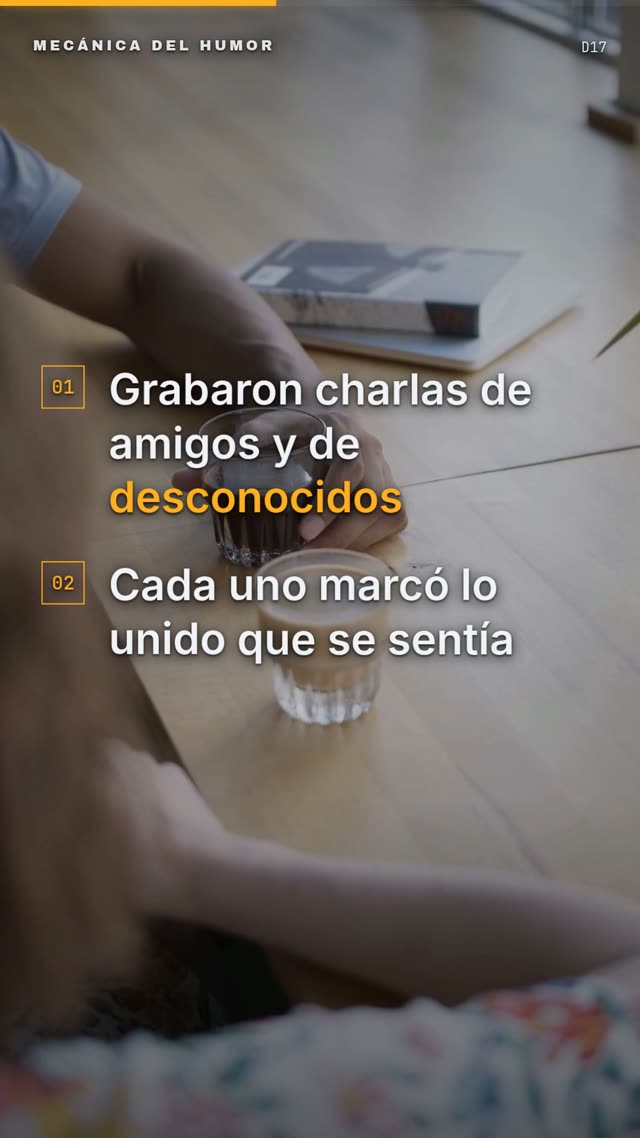 MECÁNICA DEL HUMOR
D17
01
Grabaron charlas de
amigos y de
desconocidos
02
Cada uno marcó lo
unido que se sentía